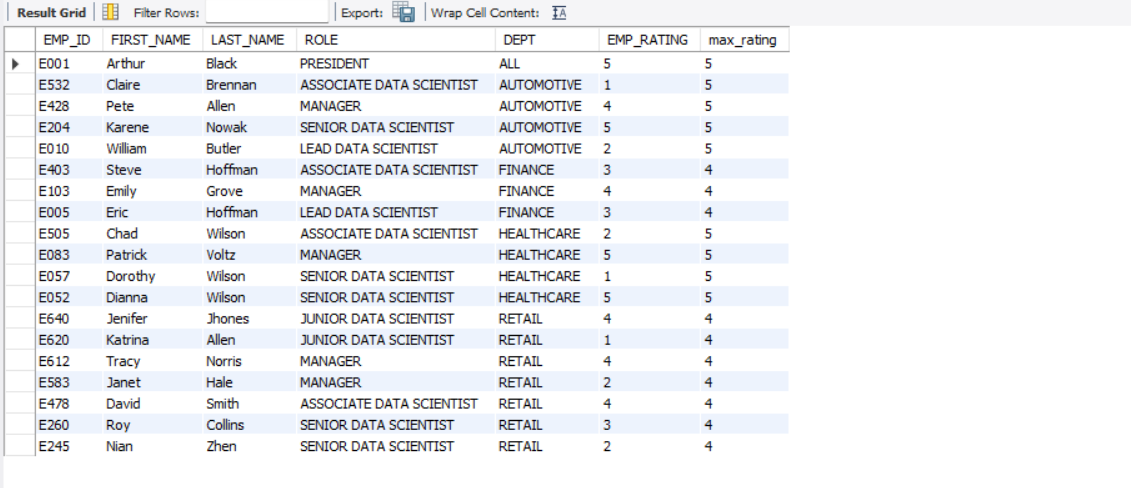 Result Grid Filter Rows: Export: Wrap Cell Content: IA
EMP_ID FIRST_NAME LAST_NAME ROLE DEPT EMP_RATING max_rating
E001 Arthur Black PRESIDENT ALL 5 5
E532 Claire Brennan ASSOCIATE DATA SCIENTIST AUTOMOTIVE 1 5
E428 Pete Allen MANAGER AUTOMOTIVE 4 5
E204 Karene Nowak SENIOR DATA SCIENTIST AUTOMOTIVE 5 5
E010 William Butler LEAD DATA SCIENTIST AUTOMOTIVE 2 5
E403 Steve Hoffman ASSOCIATE DATA SCIENTIST FINANCE 3 4
E103 Emily Grove MANAGER FINANCE 4 4
E005 Eric Hoffman LEAD DATA SCIENTIST FINANCE 3 4
E505 Chad Wilson ASSOCIATE DATA SCIENTIST HEALTHCARE 2 5
E083 Patrick Voltz MANAGER HEALTHCARE 5 5
E057 Dorothy Wilson SENIOR DATA SCIENTIST HEALTHCARE 1 5
E052 Dianna Wilson SENIOR DATA SCIENTIST HEALTHCARE 5 5
E640 Jenifer Jhones JUNIOR DATA SCIENTIST RETAIL 4 4
E620 Katrina Allen JUNIOR DATA SCIENTIST RETAIL 1 4
E612 Tracy Norris MANAGER RETAIL 4 4
E583 Janet Hale MANAGER RETAIL 2 4
E478 David Smith ASSOCIATE DATA SCIENTIST RETAIL 4 4
E260 Roy Collins SENIOR DATA SCIENTIST RETAIL 3 4
E245 Nian Zhen SENIOR DATA SCIENTIST RETAIL 2 4